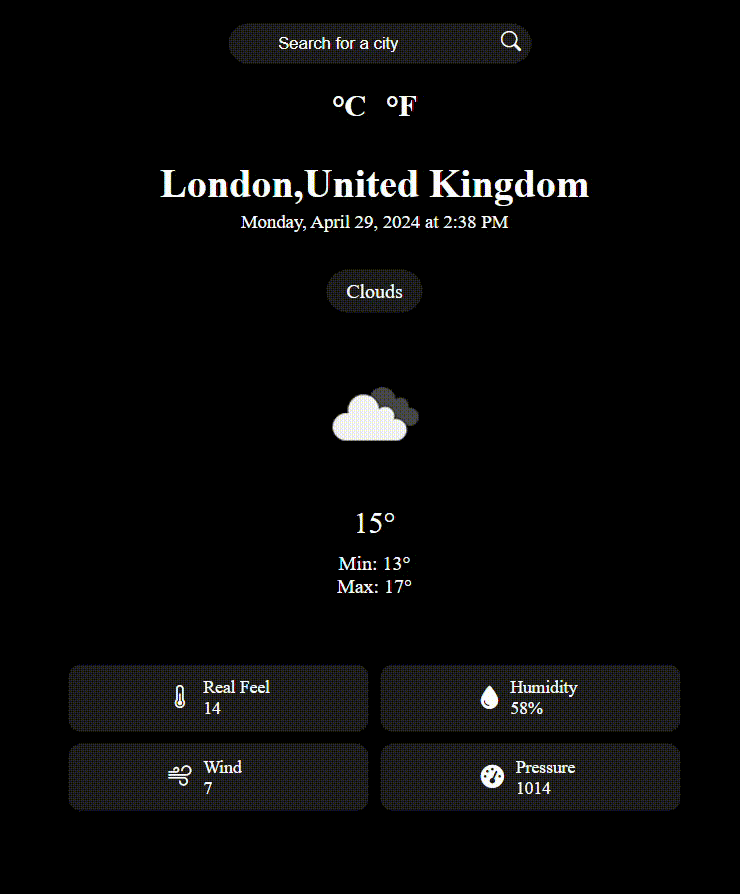 Search for a city
°C °F
London,United Kingdom
Monday, April 29, 2024 at 2:38 PM
Clouds
15°
Min: 13°
Max: 17°
Real Feel
14
Humidity
58%
Wind
7
Pressure
1014